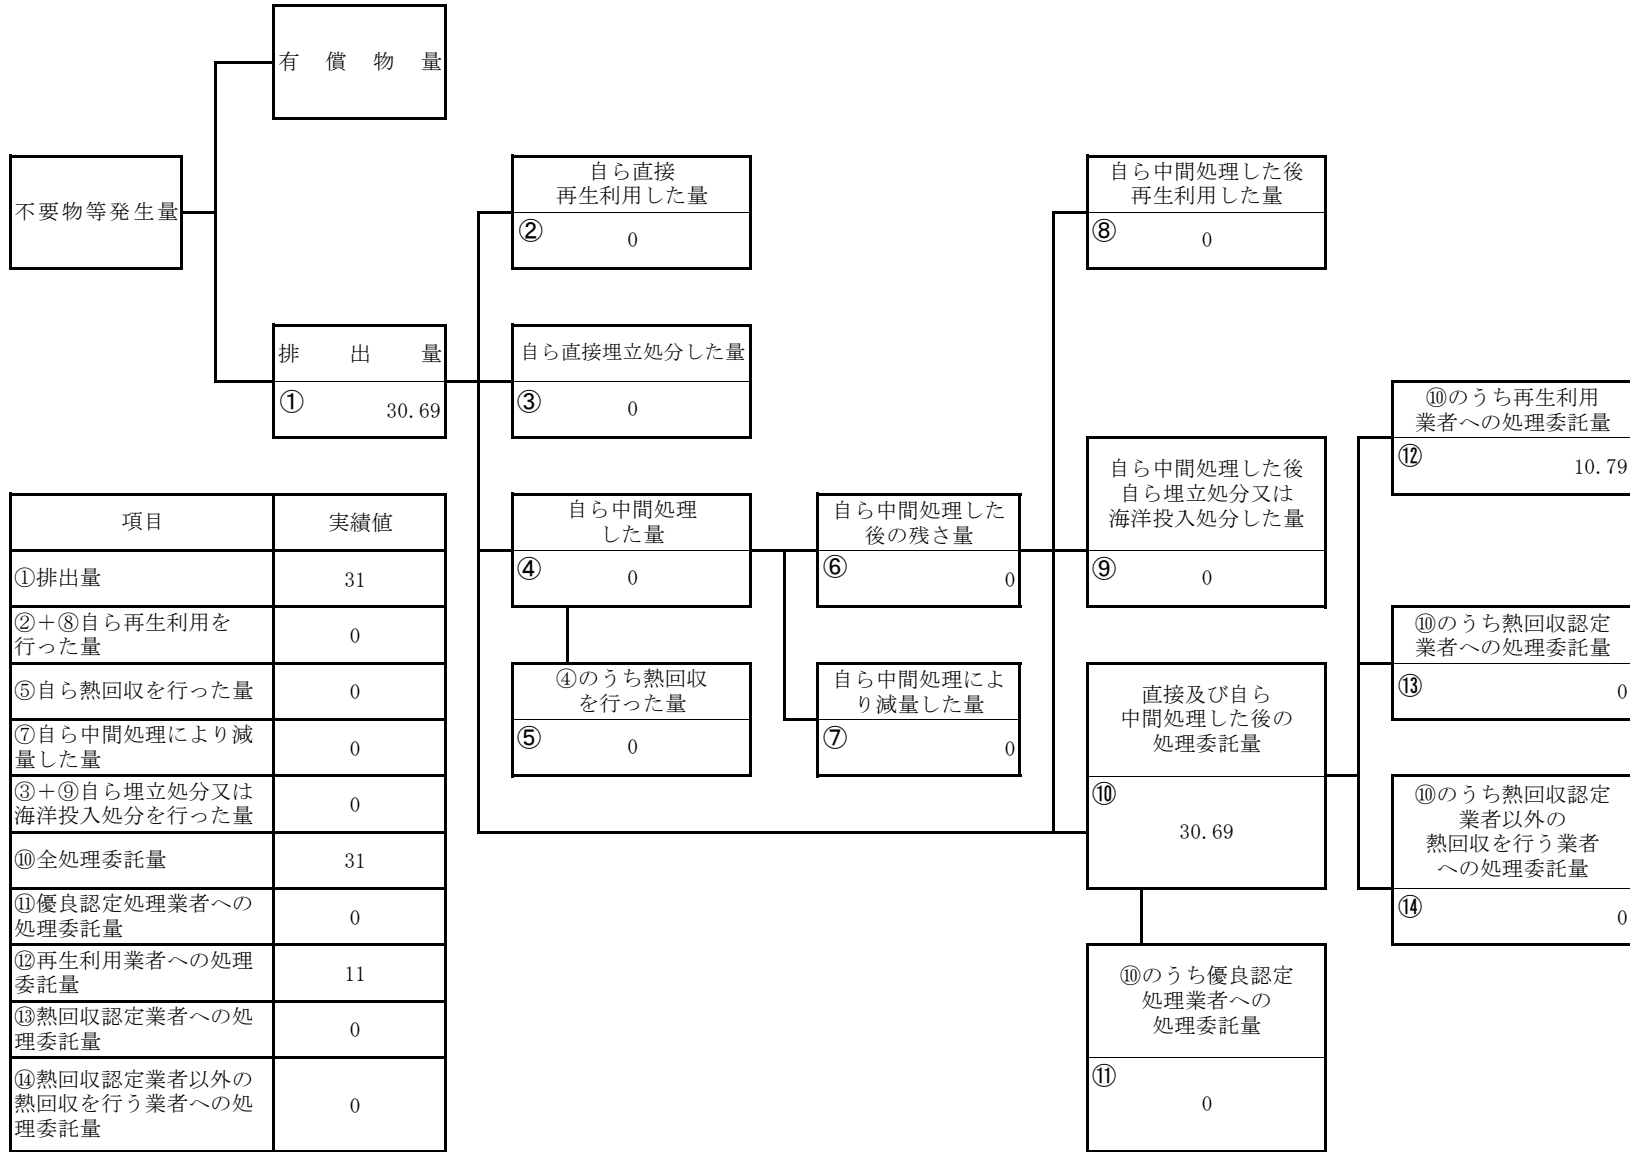 有償物量
不要物等発生量
自ら直接
再生利用した量
②
0
自ら中間処理した後
再生利用した量
⑧
0
排出量
①
30.69
自ら直接埋立処分した量
③
0
⑩のうち再生利用
業者への処理委託量
⑫
10.79
自ら中間処理した後
自ら埋立処分又は
海洋投入処分した量
⑨
0
自ら中間処理
した量
④
0
自ら中間処理した
後の残さ量
⑥
0
⑩のうち熱回収認定
業者への処理委託量
⑬
0
④のうち熱回収
を行った量
⑤
0
自ら中間処理によ
り減量した量
⑦
0
直接及び自ら
中間処理した後の
処理委託量
⑩
30.69
⑩のうち熱回収認定
業者以外の
熱回収を行う業者
への処理委託量
⑭
0
⑩のうち優良認定
処理業者への
処理委託量
⑪
0
項目 実績値
①排出量 31
②＋⑧自ら再生利用を
行った量 0
⑤自ら熱回収を行った量 0
⑦自ら中間処理により減
量した量 0
③＋⑨自ら埋立処分又は
海洋投入処分を行った量 0
⑩全処理委託量 31
⑪優良認定処理業者への
処理委託量 0
⑫再生利用業者への処理
委託量 11
⑬熱回収認定業者への処
理委託量 0
⑭熱回収認定業者以外の
熱回収を行う業者への処
理委託量 0